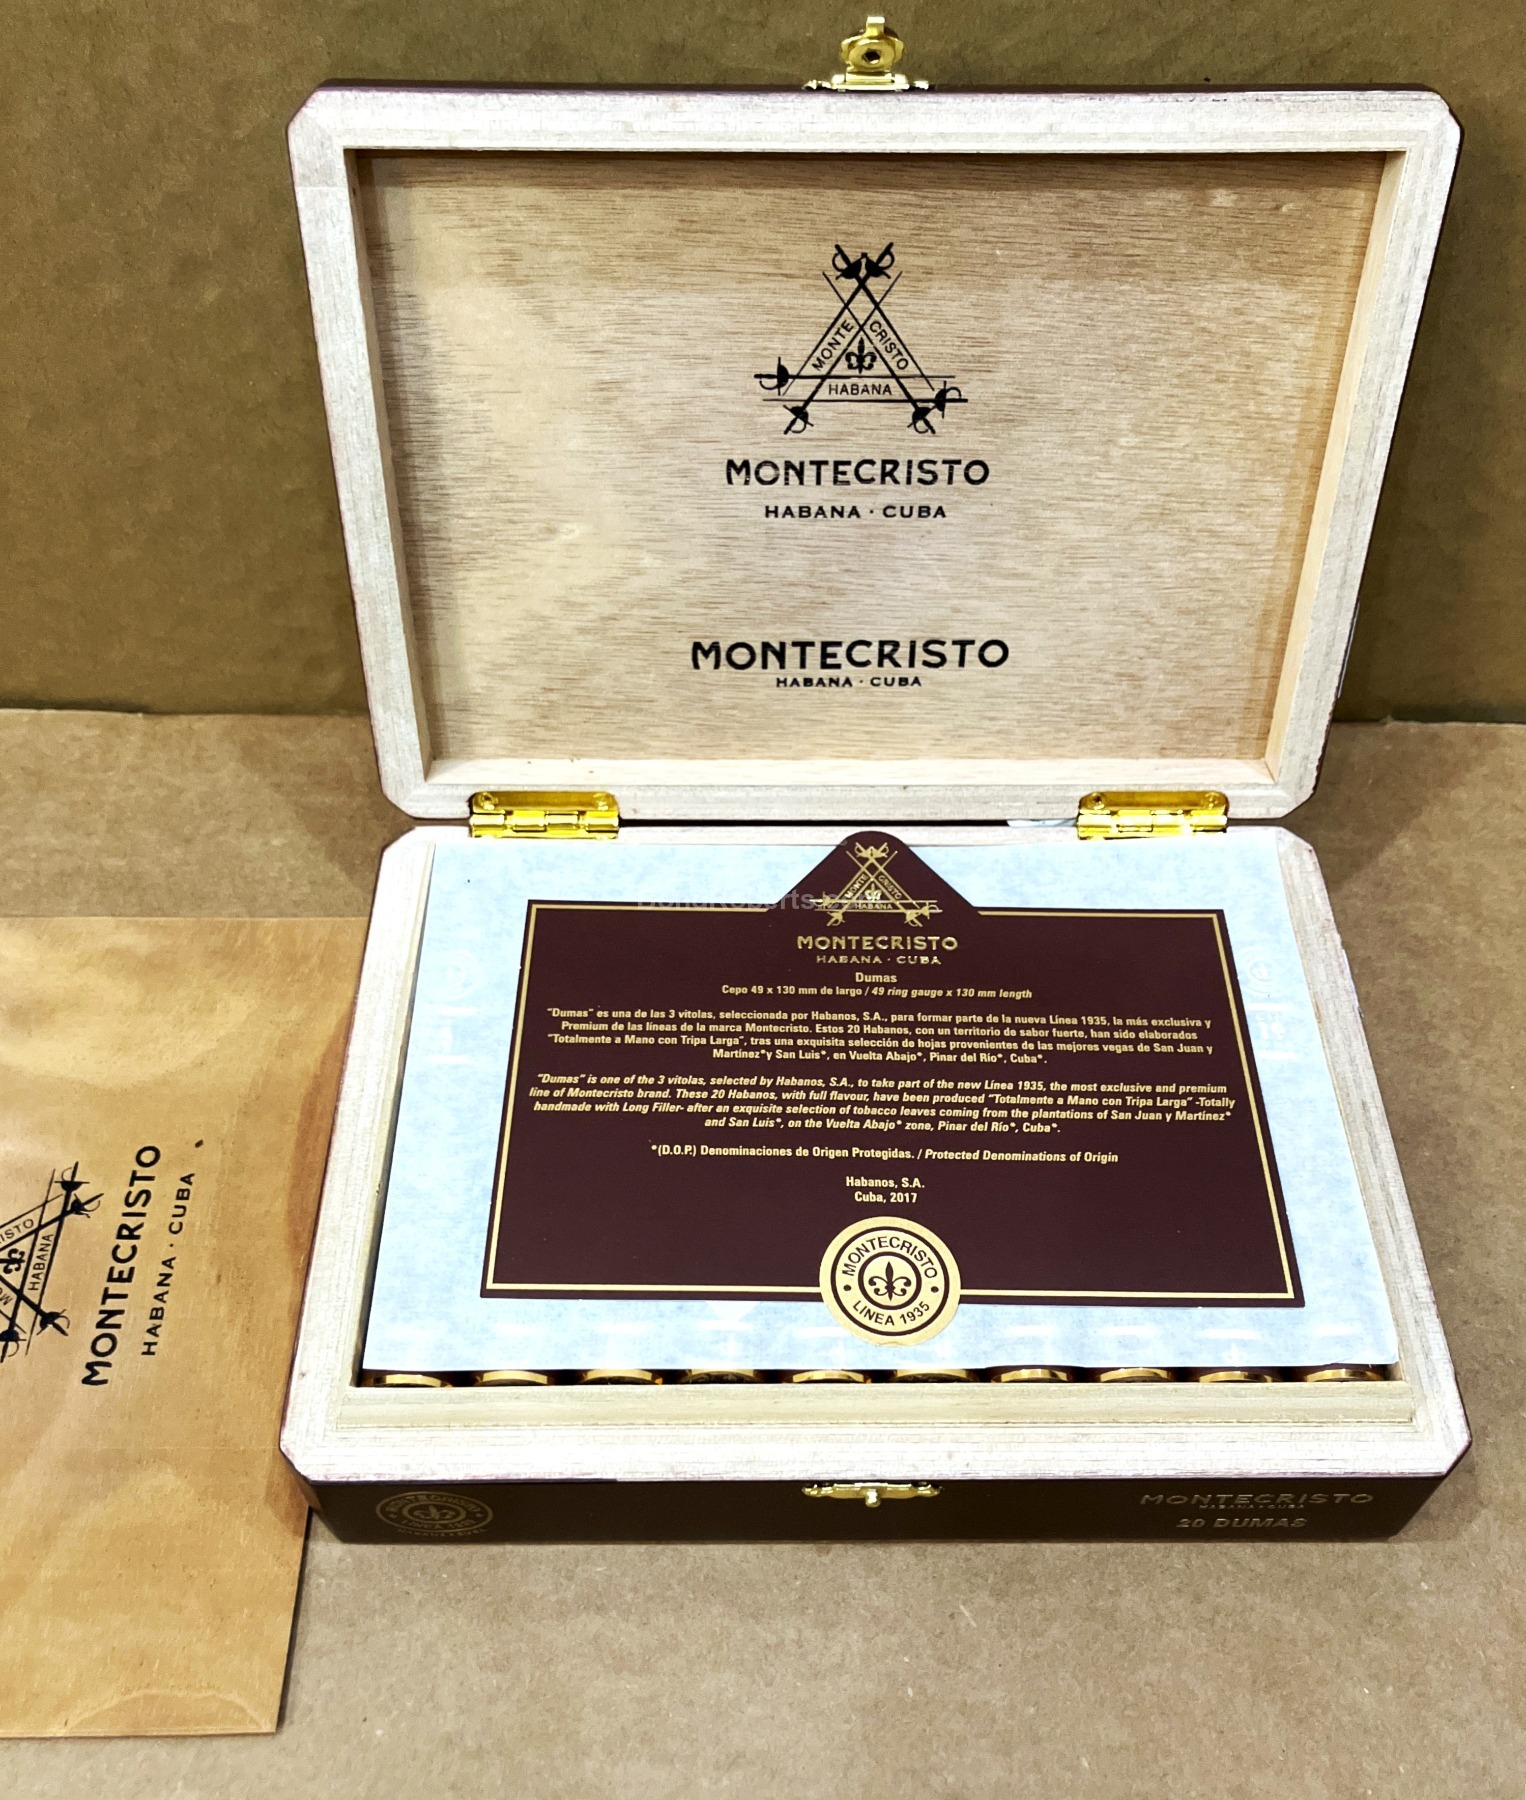 MONTE CRISTO
HABANA
MONTECRISTO
HABANA · CUBA
MONTECRISTO
HABANA · CUBA
MONTE CRISTO
HABANA
MONTECRISTO
HABANA · CUBA
Dumas
Cepo 49 x 130 mm de largo / 49 ring gauge x 130 mm length
"Dumas" es una de las 3 vitolas, seleccionada por Habanos, S.A., para formar parte de la nueva Línea 1935, la más exclusiva y
Premium de las líneas de la marca Montecristo. Estos 20 Habanos, con un territorio de sabor fuerte, han sido elaborados
"Totalmente a Mano con Tripa Larga", tras una exquisita selección de hojas provenientes de las mejores vegas de San Juan y
Martínez*y San Luis*, en Vuelta Abajo*, Pinar del Río*, Cuba*.
"Dumas" is one of the 3 vitolas, selected by Habanos, S.A., to take part of the new Línea 1935, the most exclusive and premium
line of Montecristo brand. These 20 Habanos, with full flavour, have been produced "Totalmente a Mano con Tripa Larga" -Totally
handmade with Long Filler- after an exquisite selection of tobacco leaves coming from the plantations of San Juan y Martínez*
and San Luis*, on the Vuelta Abajo* zone, Pinar del Río*, Cuba*.
*(D.O.P.) Denominaciones de Origen Protegidas. / Protected Denominations of Origin
Habanos, S.A.
Cuba, 2017
MONTECRISTO
LINEA 1935
HABANA
MONTECRISTO
HABANA · CUBA
MONTECRISTO
LINEA 1935
MONTECRISTO
HABANA · CUBA
20 DUMAS